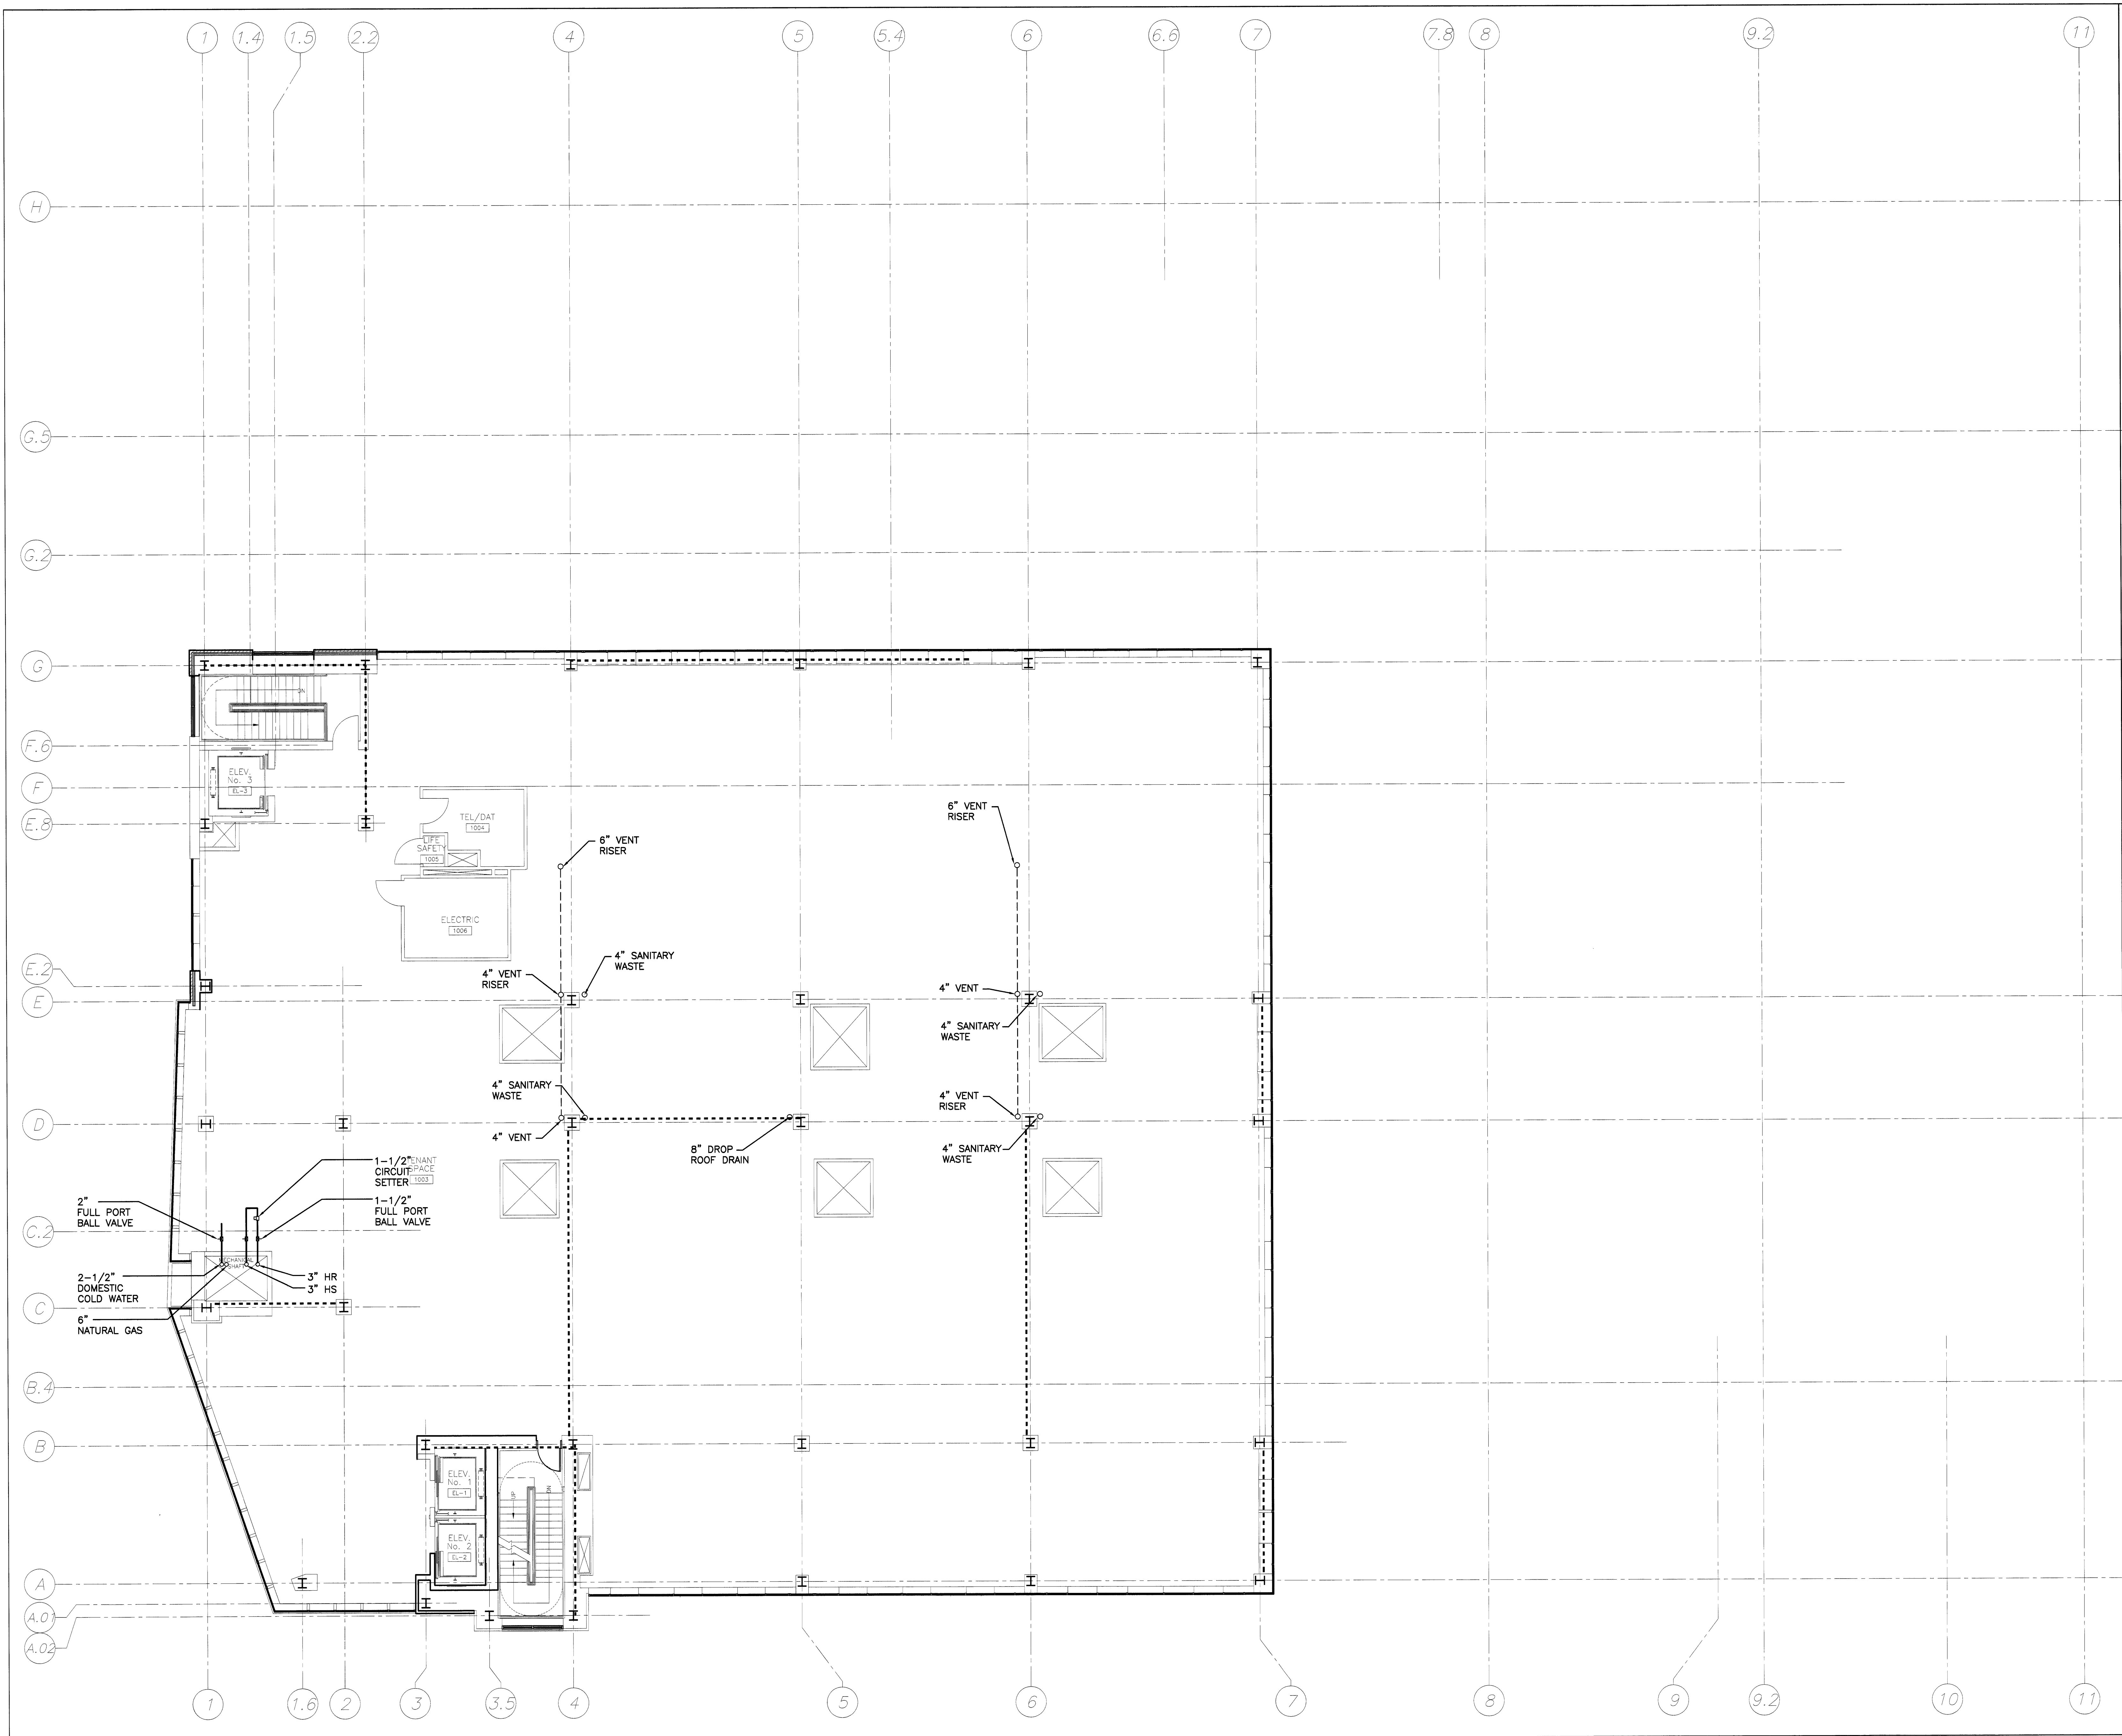 1
1.4
1.5
2.2
4
5
5.4
6
6.6
7
7.8
8
9.2
11
H
G.5
G.2
G
DN
F.6
ELEV.
No. 3
EL-3
F
E.8
TEL/DAT
1004
LIFE
SAFETY
1005
6" VENT
RISER
6" VENT
RISER
ELECTRIC
1006
4" SANITARY
WASTE
4" VENT
RISER
E.2
E
4" VENT
4" SANITARY
WASTE
4" SANITARY
WASTE
4" VENT
RISER
D
4" VENT
8" DROP
ROOF DRAIN
4" SANITARY
WASTE
1-1/2"
CIRCUIT
SETTER
ENANT
SPACE
1003
2"
FULL PORT
BALL VALVE
1-1/2"
FULL PORT
BALL VALVE
C.2
MECHANICAL
SHAFT
2-1/2"
DOMESTIC
COLD WATER
3" HR
3" HS
C
6"
NATURAL GAS
B.4
B
ELEV.
No. 1
EL-1
UP
DN
ELEV.
No. 2
EL-2
A
A.01
A.02
1
1.6
2
3
3.5
4
5
6
7
8
9
9.2
10
11